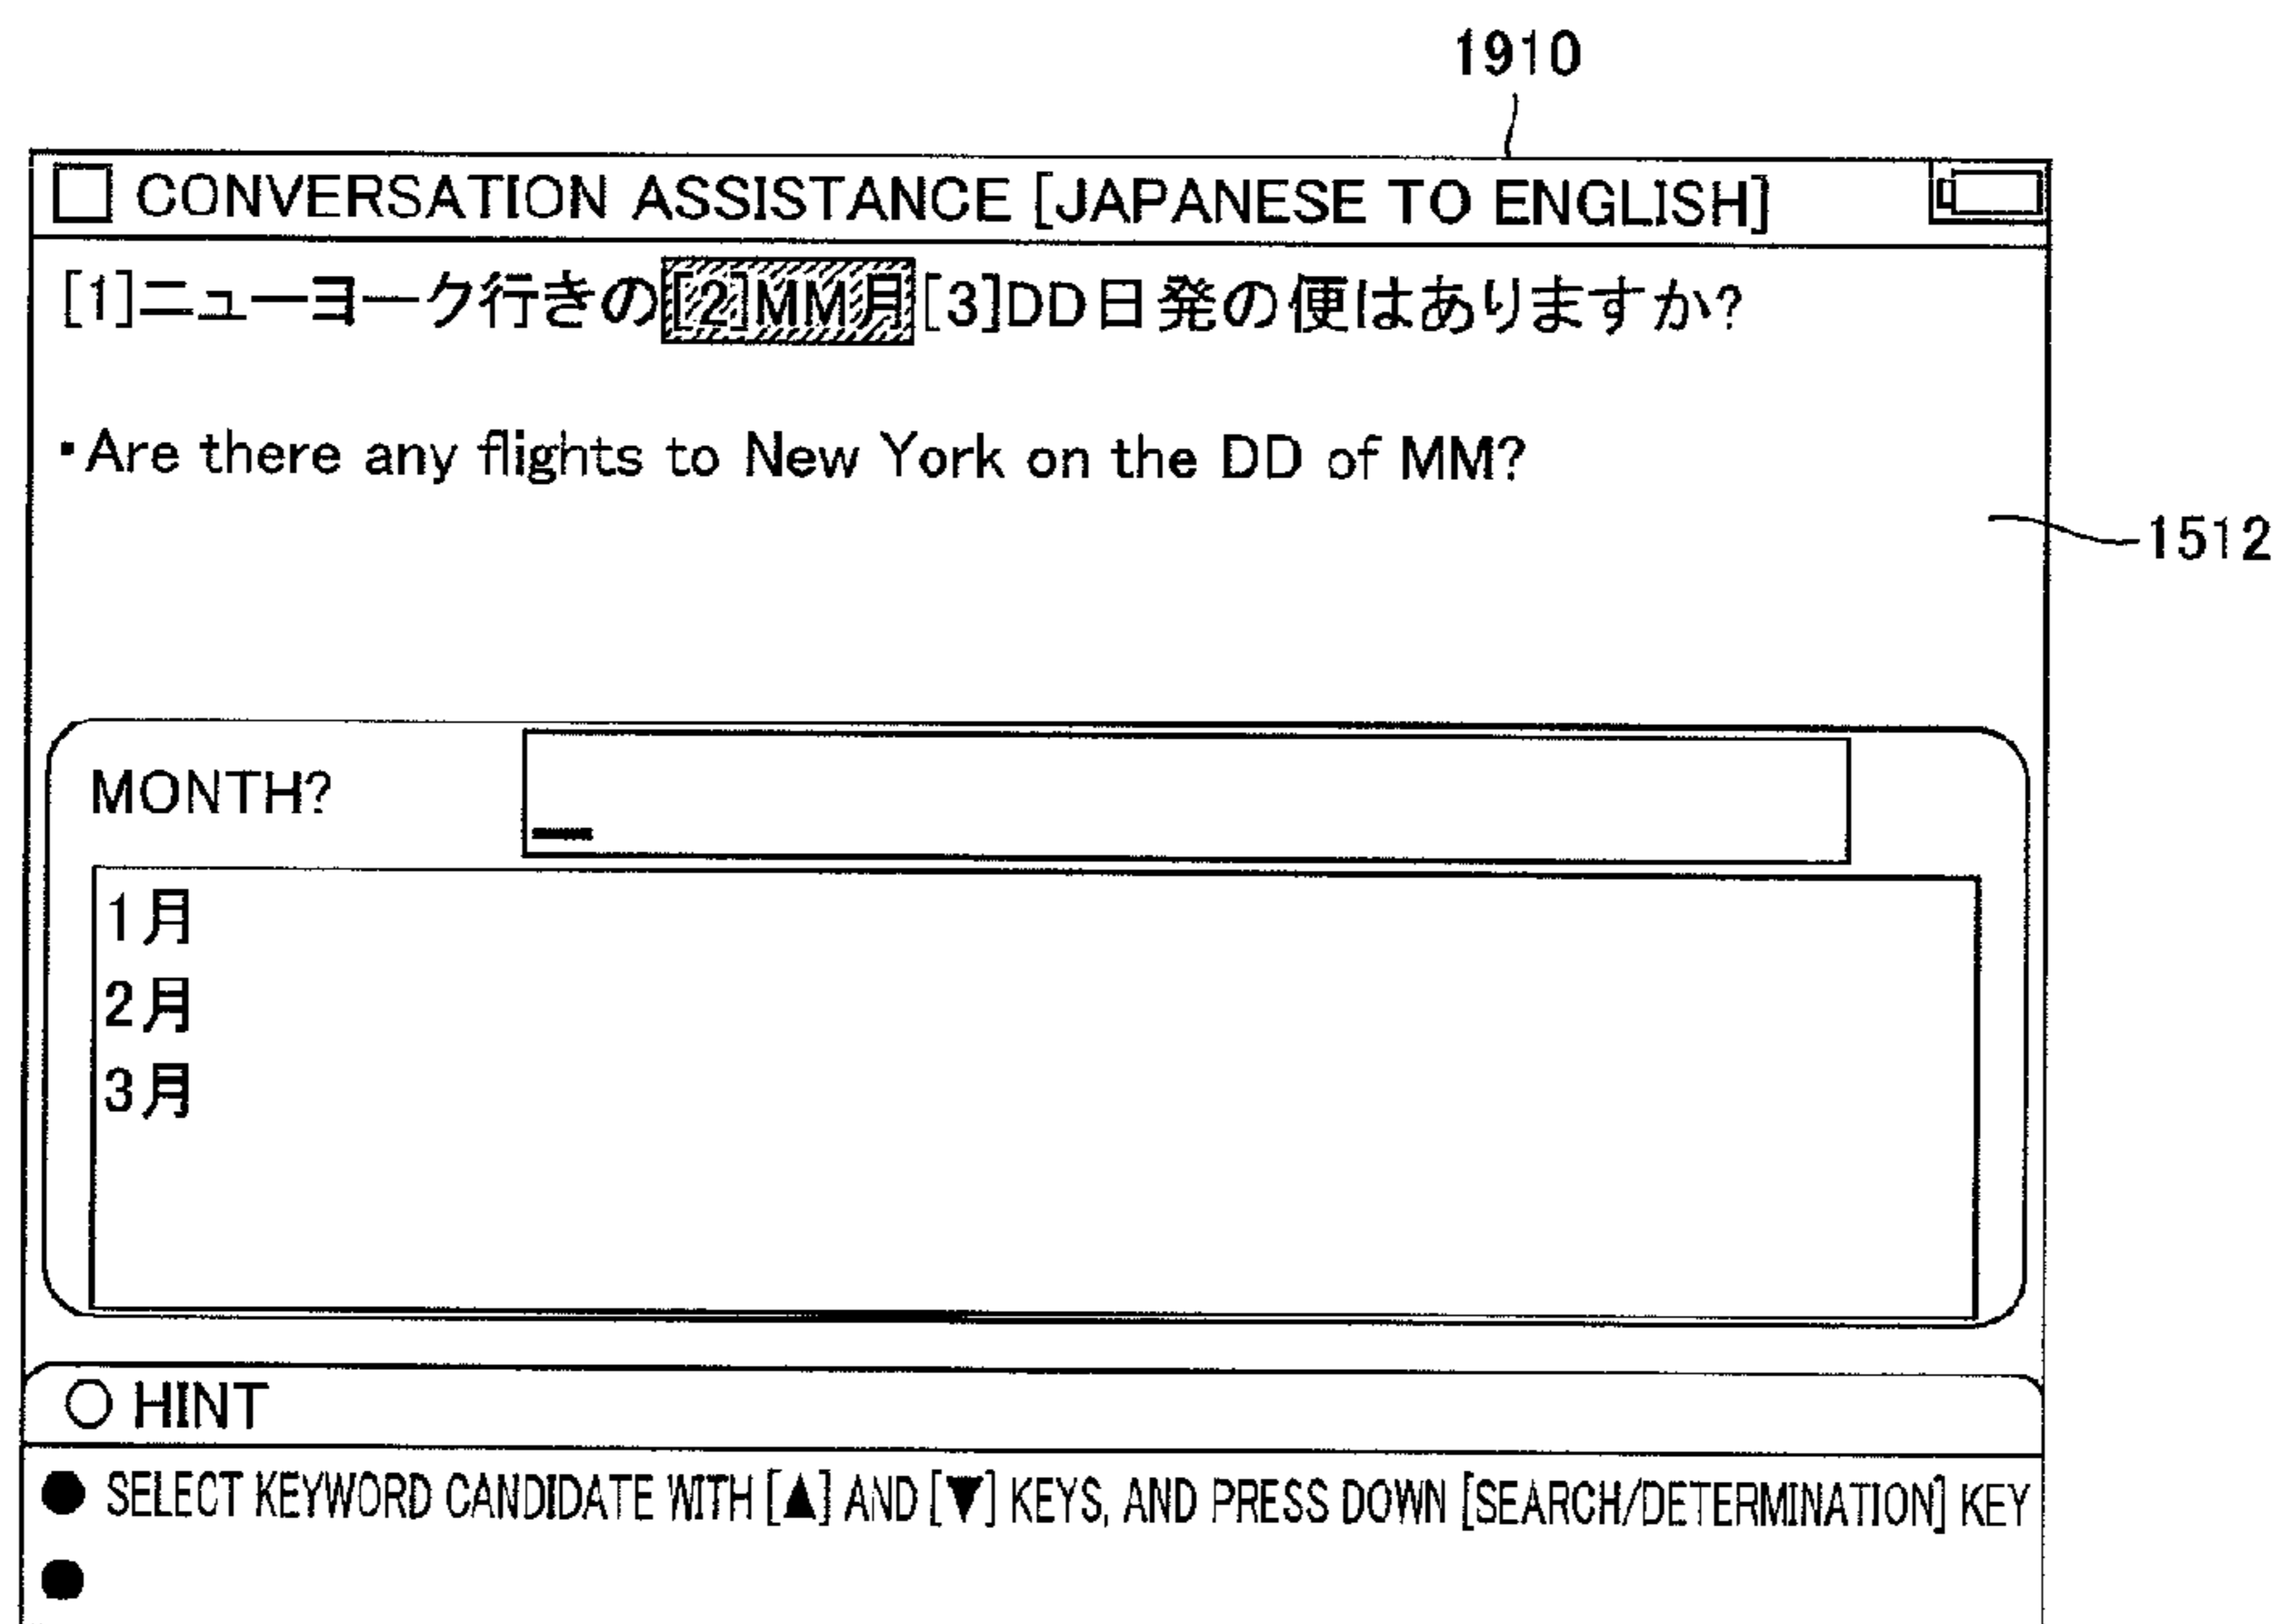 1910
CONVERSATION ASSISTANCE [JAPANESE TO ENGLISH]
[1]ニューヨーク行きの[2]MM月[3]DD日発の便はありますか?
・Are there any flights to New York on the DD of MM?
1512
MONTH?
1月
2月
3月
○ HINT
● SELECT KEYWORD CANDIDATE WITH [▲] AND [▼] KEYS, AND PRESS DOWN [SEARCH/DETERMINATION] KEY
●